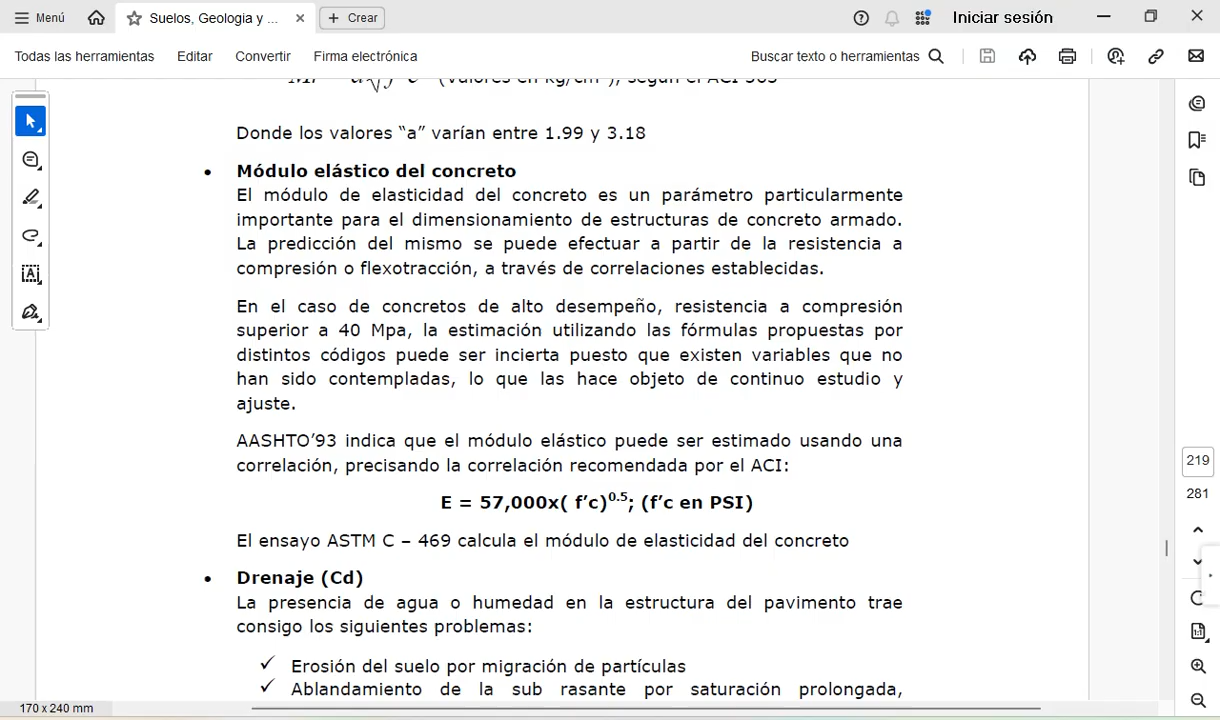 Menú
Suelos, Geología y ...
Crear
Iniciar sesión
Todas las herramientas
Editar
Convertir
Firma electrónica
Buscar texto o herramientas
(valores en kg/cm²), según el ACI 363
Donde los valores “a” varían entre 1.99 y 3.18
• Módulo elástico del concreto
El módulo de elasticidad del concreto es un parámetro particularmente
importante para el dimensionamiento de estructuras de concreto armado.
La predicción del mismo se puede efectuar a partir de la resistencia a
compresión o flexotracción, a través de correlaciones establecidas.
En el caso de concretos de alto desempeño, resistencia a compresión
superior a 40 Mpa, la estimación utilizando las fórmulas propuestas por
distintos códigos puede ser incierta puesto que existen variables que no
han sido contempladas, lo que las hace objeto de continuo estudio y
ajuste.
AASHTO’93 indica que el módulo elástico puede ser estimado usando una
correlación, precisando la correlación recomendada por el ACI:
E = 57,000x( f’c)^0.5; (f’c en PSI)
El ensayo ASTM C – 469 calcula el módulo de elasticidad del concreto
• Drenaje (Cd)
La presencia de agua o humedad en la estructura del pavimento trae
consigo los siguientes problemas:
✓ Erosión del suelo por migración de partículas
✓ Ablandamiento de la sub rasante por saturación prolongada,
219
281
170 x 240 mm